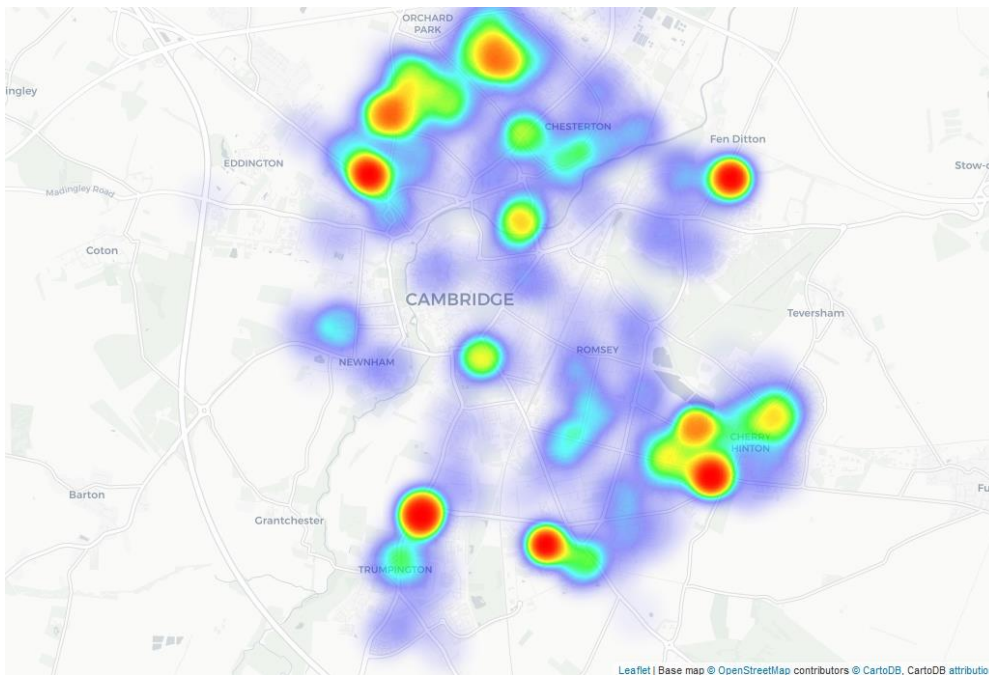 ORCHARD
PARK
ingley
CHESTERTON
Fen Ditton
EDDINGTON
Stow-c
Madingley Road
Coton
CAMBRIDGE
Teversham
ROMSEY
NEWNHAM
CHERRY
HINTON
Barton
Fu
Grantchester
TRUMPINGTON
Leaflet | Base map © OpenStreetMap contributors © CartoDB, CartoDB attributio